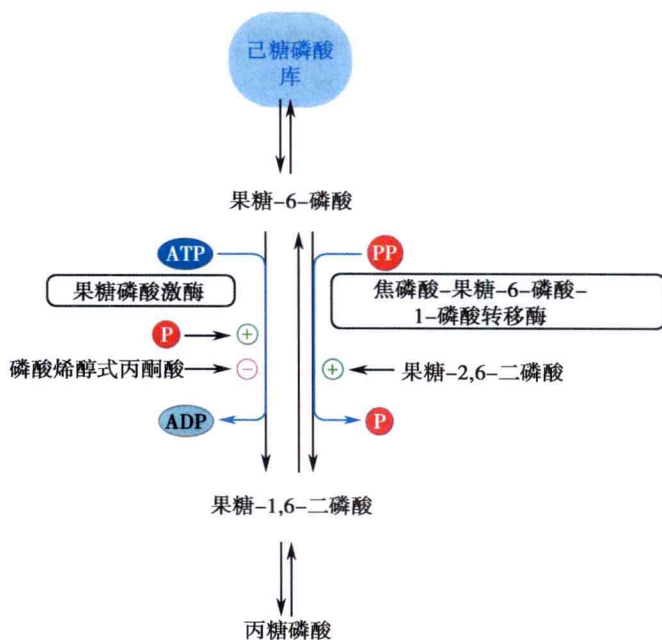 己糖磷酸
库
果糖-6-磷酸
ATP
PP
果糖磷酸激酶
焦磷酸-果糖-6-磷酸-
1-磷酸转移酶
P
+
磷酸烯醇式丙酮酸
−
+
果糖-2,6-二磷酸
ADP
P
果糖-1,6-二磷酸
丙糖磷酸